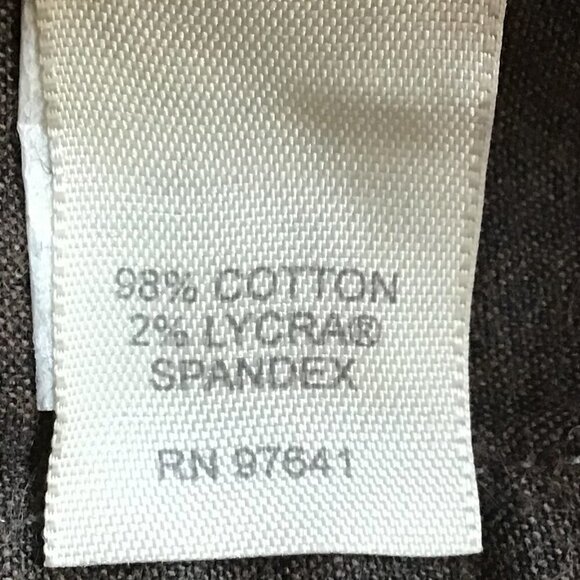 98% COTTON
2% LYCRA®
SPANDEX
RN 97641